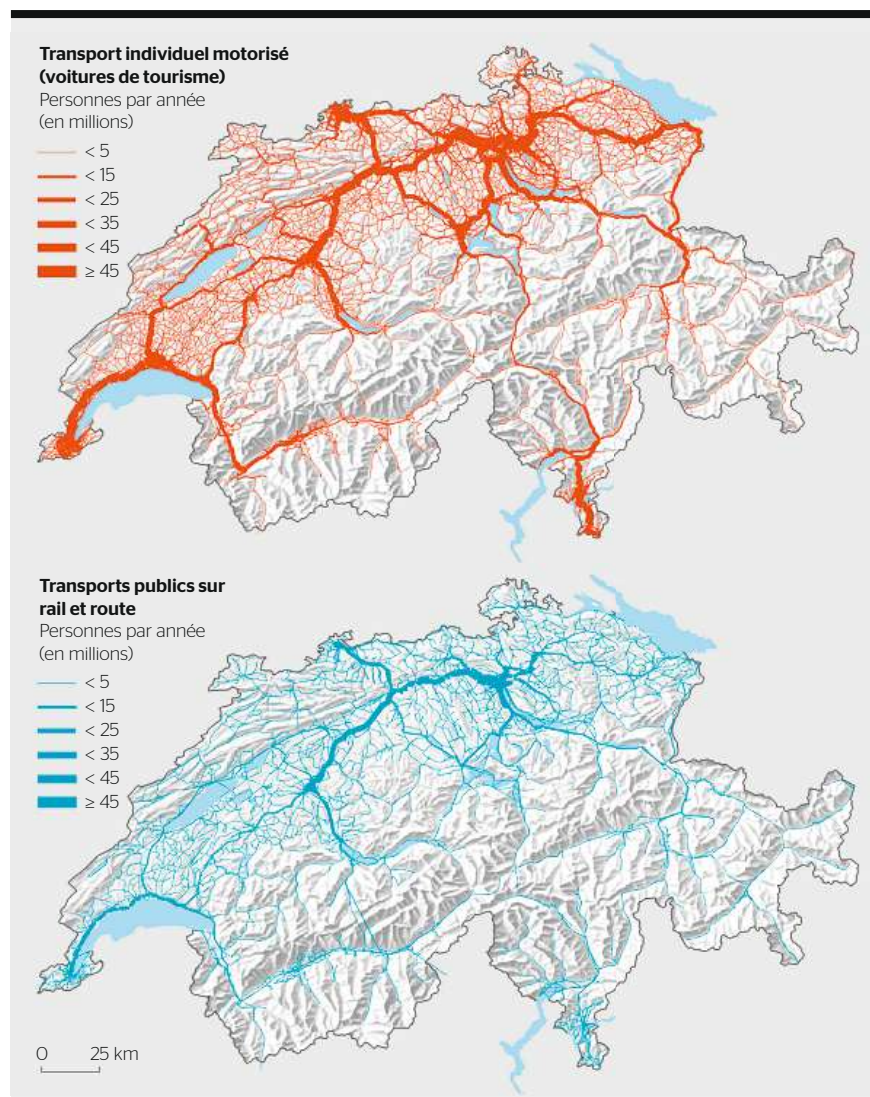 Transport individuel motorisé
(voitures de tourisme)
Personnes par année
(en millions)
< 5
< 15
< 25
< 35
< 45
≥ 45
Transports publics sur
rail et route
Personnes par année
(en millions)
< 5
< 15
< 25
< 35
< 45
≥ 45
0 25 km